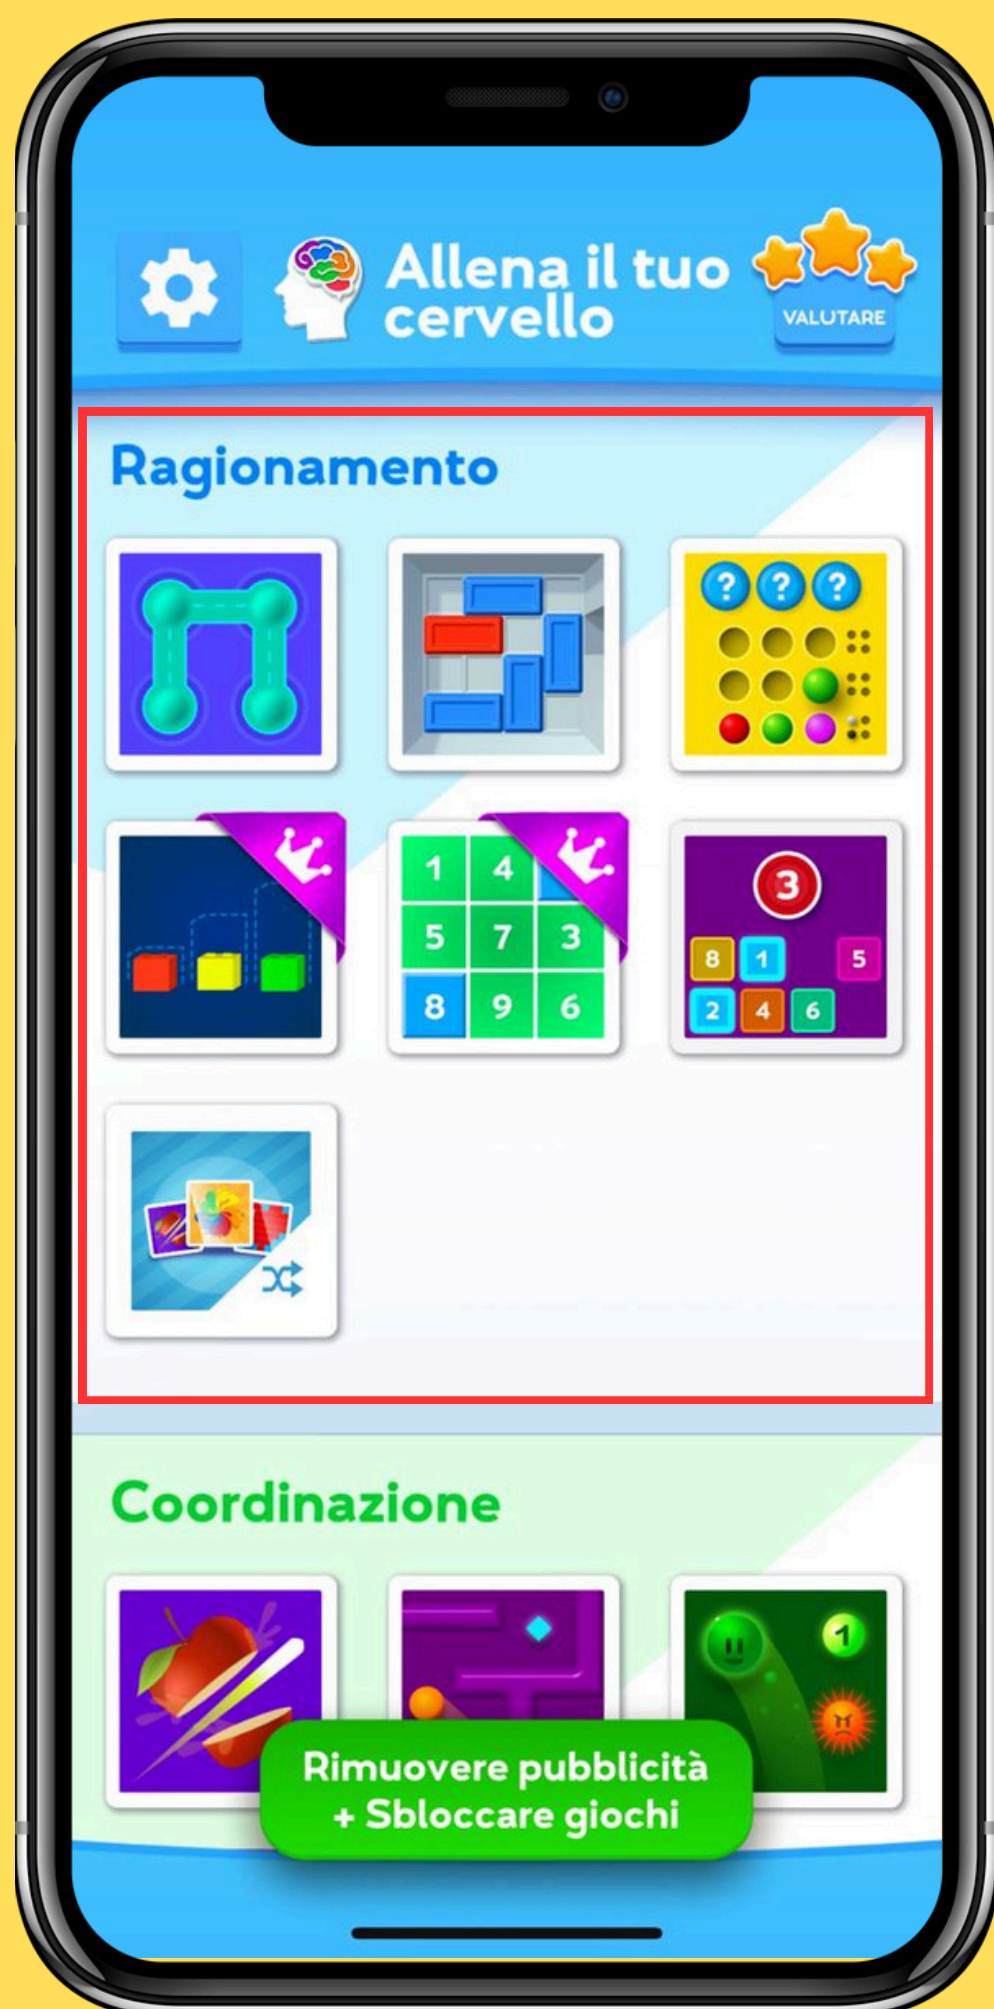 Allena il tuo
cervello
VALUTARE
Ragionamento
? ? ?
1 4
5 7 3
8 9 6
3
8 1 5
2 4 6
Coordinazione
1
Rimuovere pubblicità
+ Sbloccare giochi